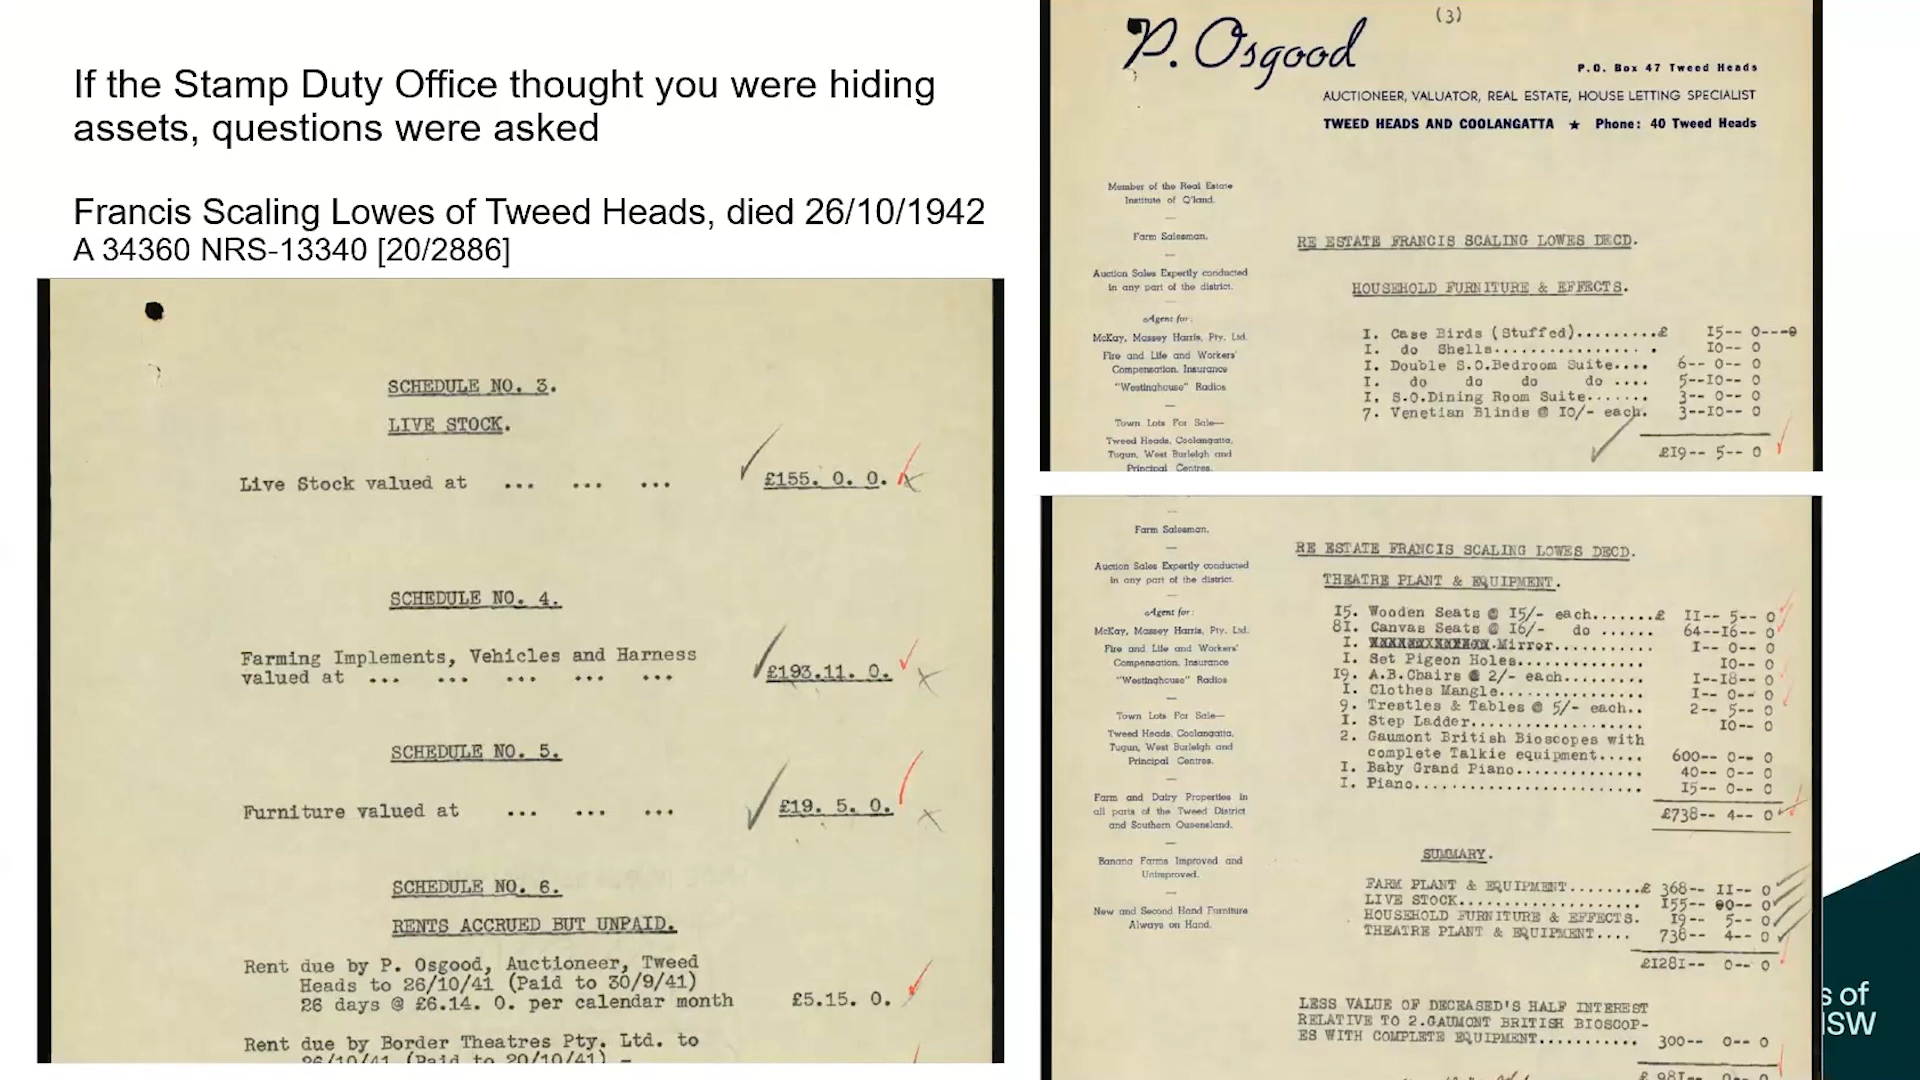 If the Stamp Duty Office thought you were hiding
assets, questions were asked
Francis Scaling Lowes of Tweed Heads, died 26/10/1942
A 34360 NRS-13340 [20/2886]
SCHEDULE NO. 3.
LIVE STOCK.
Live Stock valued at ... ... ... £155. 0. 0.
SCHEDULE NO. 4.
Farming Implements, Vehicles and Harness
valued at ... ... ... ... ... £193.11. 0.
SCHEDULE NO. 5.
Furniture valued at ... ... ... £19. 5. 0.
SCHEDULE NO. 6.
RENTS ACCRUED BUT UNPAID.
Rent due by P. Osgood, Auctioneer, Tweed
Heads to 26/10/41 (Paid to 30/9/41)
26 days @ £6.14. 0. per calendar month £5.15. 0.
Rent due by Border Theatres Pty. Ltd. to
26/10/41 (Paid to 20/10/41) -
(3)
P. Osgood
P.O. Box 47 Tweed Heads
AUCTIONEER, VALUATOR, REAL ESTATE, HOUSE LETTING SPECIALIST
TWEED HEADS AND COOLANGATTA ★ Phone: 40 Tweed Heads
Member of the Real Estate
Institute of Q'land.
Farm Salesman.
Auction Sales Expertly conducted
in any part of the district.
Agent for:
McKay, Massey Harris, Pty. Ltd.
Fire and Life and Workers'
Compensation. Insurance
"Westinghouse" Radios
Town Lots For Sale—
Tweed Heads, Coolangatta,
Tugun, West Burleigh and
Principal Centres.
RE ESTATE FRANCIS SCALING LOWES DECD.
HOUSEHOLD FURNITURE & EFFECTS.
I. Case Birds (Stuffed).........£ 15-- 0---0
I. do Shells................. 10-- 0
I. Double S.O.Bedroom Suite.... 6-- 0-- 0
I. do do do do .... 5--10-- 0
I. S.O.Dining Room Suite....... 3-- 0-- 0
7. Venetian Blinds @ 10/- each. 3--10-- 0
£19-- 5-- 0
Farm Salesman.
Auction Sales Expertly conducted
in any part of the district.
Agent for:
McKay, Massey Harris, Pty. Ltd.
Fire and Life and Workers'
Compensation. Insurance
"Westinghouse" Radios
Town Lots For Sale—
Tweed Heads, Coolangatta,
Tugun, West Burleigh and
Principal Centres.
Farm and Dairy Properties in
all parts of the Tweed District
and Southern Queensland.
Banana Farms Improved and
Unimproved.
New and Second Hand Furniture
Always on Hand.
RE ESTATE FRANCIS SCALING LOWES DECD.
THEATRE PLANT & EQUIPMENT.
15. Wooden Seats @ 15/- each.......£ 11-- 5-- 0
81. Canvas Seats @ 16/- do ...... 64--16-- 0
I. Mirror........... 1-- 0-- 0
I. Set Pigeon Holes............. 10-- 0
19. A.B.Chairs @ 2/- each......... 1--18-- 0
I. Clothes Mangle............... 1-- 0-- 0
9. Trestles & Tables @ 5/- each.. 2-- 5-- 0
I. Step Ladder.................. 10-- 0
2. Gaumont British Bioscopes with
complete Talkie equipment..... 600-- 0-- 0
I. Baby Grand Piano............. 40-- 0-- 0
I. Piano........................ 15-- 0-- 0
£738-- 4-- 0
SUMMARY.
FARM PLANT & EQUIPMENT........£ 368-- 11-- 0
LIVE STOCK.................... 155-- 00-- 0
HOUSEHOLD FURNITURE & EFFECTS. 19-- 5-- 0
THEATRE PLANT & EQUIPMENT.... 738-- 4-- 0
£1281-- 0-- 0
LESS VALUE OF DECEASED'S HALF INTEREST
RELATIVE TO 2.GAUMONT BRITISH BIOSCOP-
ES WITH COMPLETE EQUIPMENT........... 300-- 0-- 0
£ 981-- 0-- 0
s of
NSW